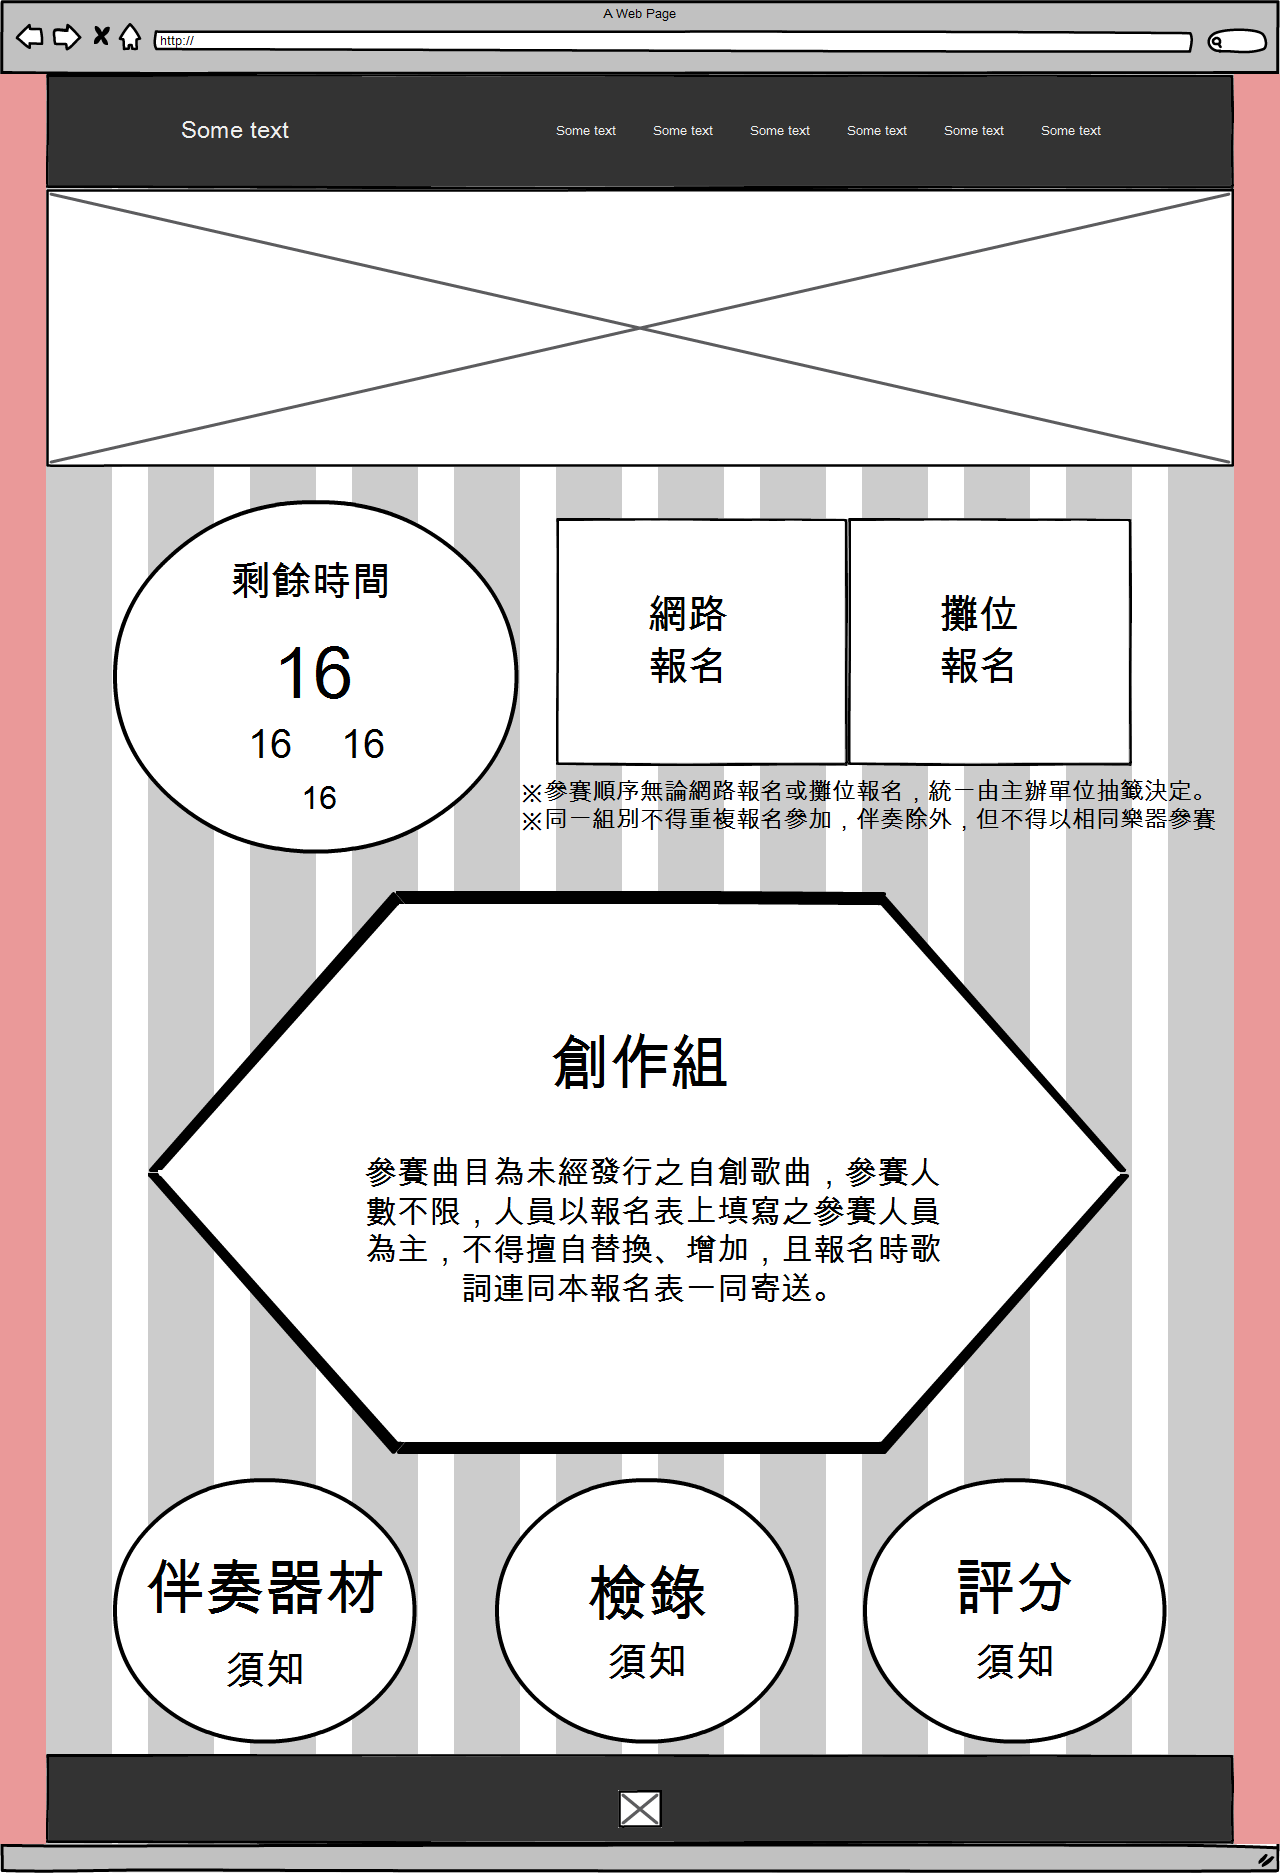 A Web Page
http://
Some text
Some text Some text Some text Some text Some text Some text
剩餘時間
16
16 16
16
網路
報名
攤位
報名
※參賽順序無論網路報名或攤位報名，統一由主辦單位抽籤決定。
※同一組別不得重複報名參加，伴奏除外，但不得以相同樂器參賽
創作組
參賽曲目為未經發行之自創歌曲，參賽人
數不限，人員以報名表上填寫之參賽人員
為主，不得擅自替換、增加，且報名時歌
詞連同本報名表一同寄送。
伴奏器材
須知
檢錄
須知
評分
須知